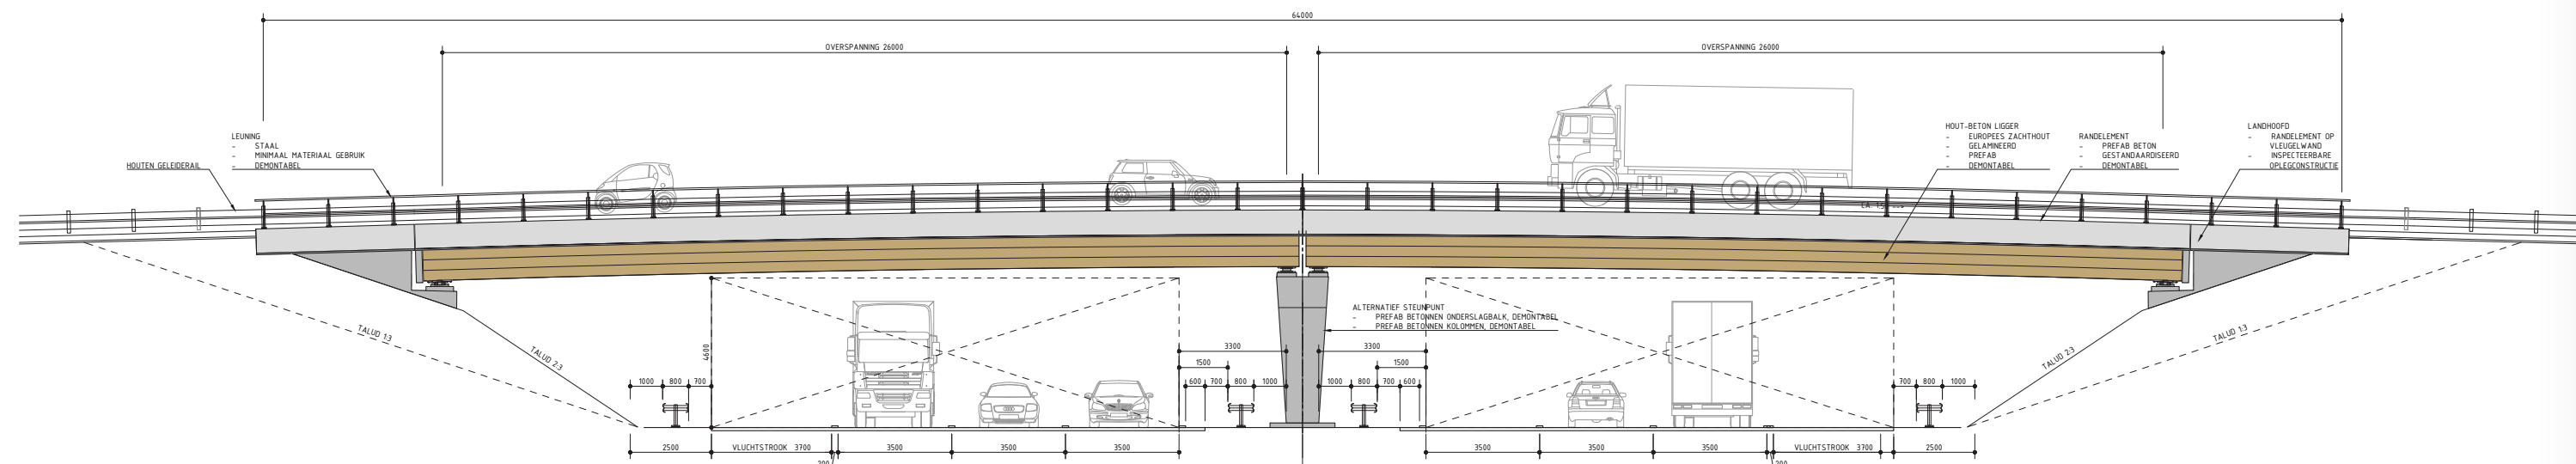 64000
OVERSPANNING 26000
OVERSPANNING 26000
LEUNING
- STAAL
- MINIMAAL MATERIAAL GEBRUIK
- DEMONTABEL
HOUTEN GELEIDERAIL
HOUT-BETON LIGGER
- EUROPEES ZACHTHOUT
- GELAMINEERD
- PREFAB
- DEMONTABEL
RANDELEMENT
- PREFAB BETON
- GESTANDAARDISEERD
- DEMONTABEL
LANDHOOFD
- RANDELEMENT OP
VLEUGELWAND
- INSPECTEERBARE
OPLEGCONSTRUCTIE
ALTERNATIEF STEUNPUNT
- PREFAB BETONNEN ONDERSLAGBALK, DEMONTABEL
- PREFAB BETONNEN KOLOMMEN, DEMONTABEL
TALUD 1:3
TALUD 2:3
4600
TALUD 2:3
TALUD 1:3
3300
3300
1500
1500
1000 800 700
600 700 800 1000
1000 800 700 600
700 800 1000
2500
VLUCHTSTROOK 3700
3500
3500
3500
3500
3500
3500
VLUCHTSTROOK 3700
2500
200
200